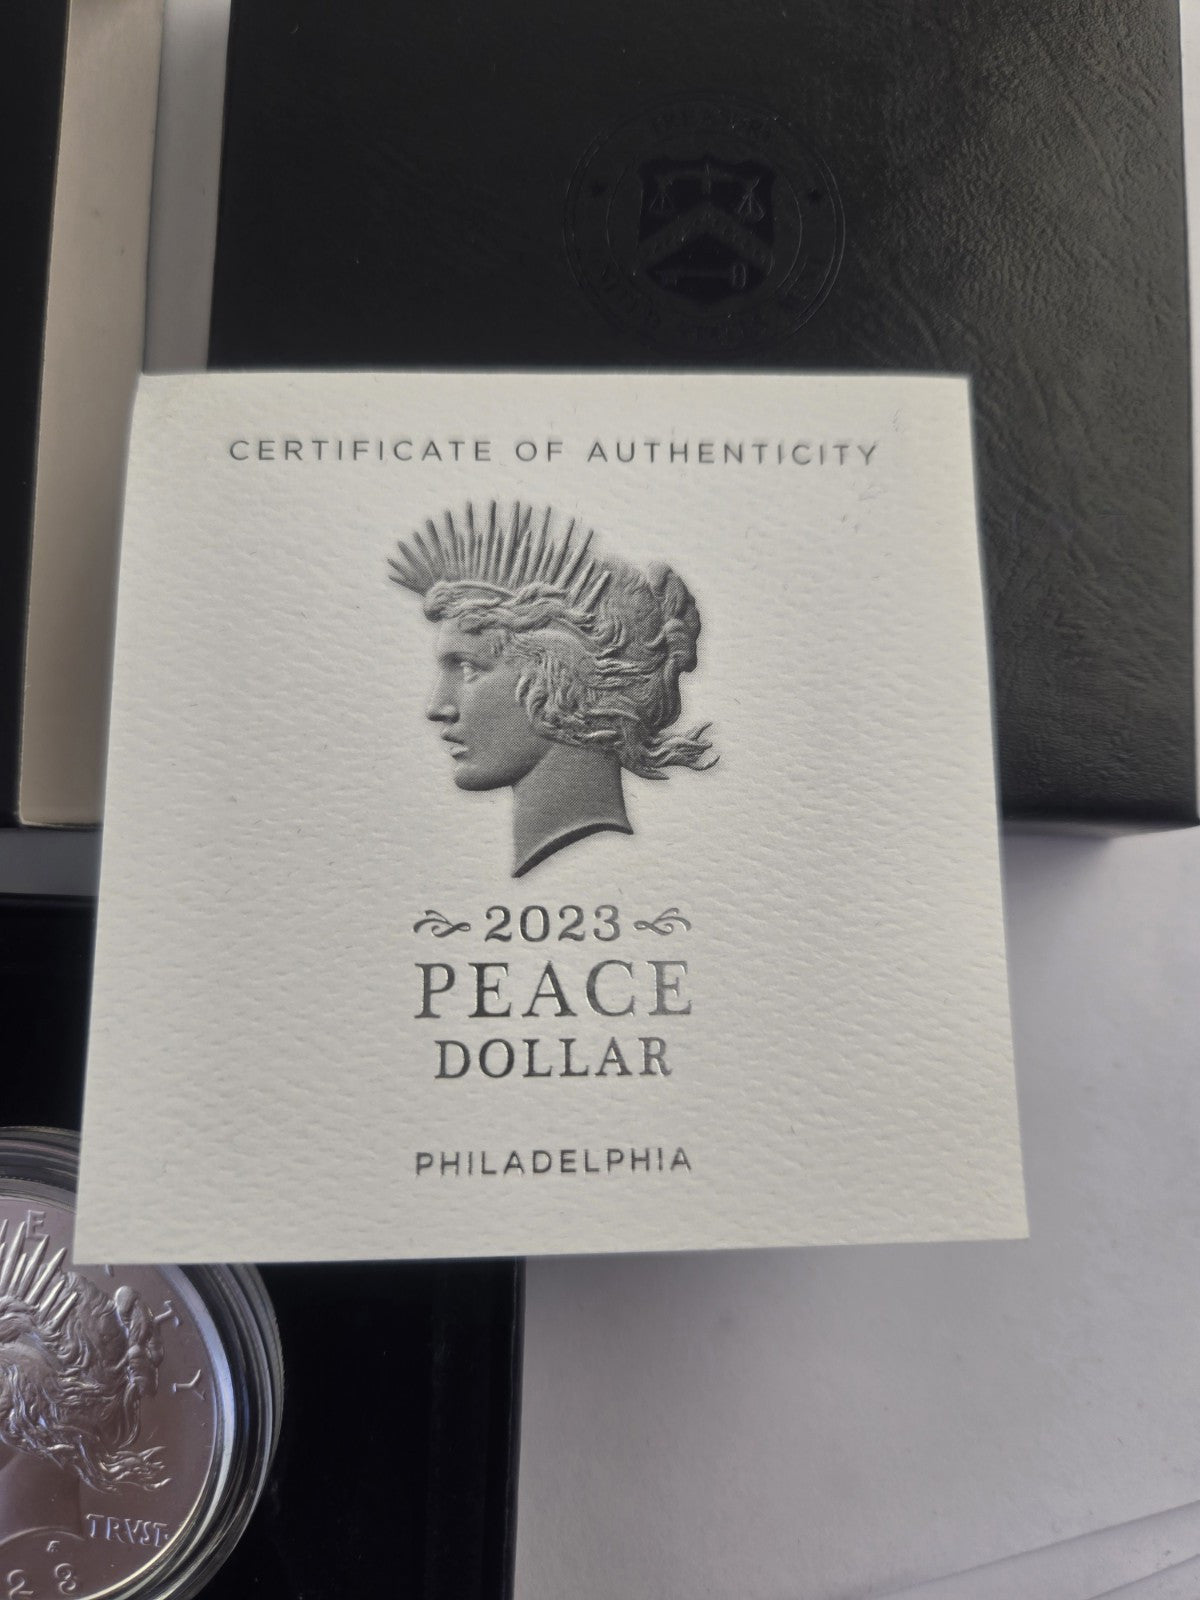 CERTIFICATE OF AUTHENTICITY
2023
PEACE
DOLLAR
PHILADELPHIA
E
T
Y
TRVST